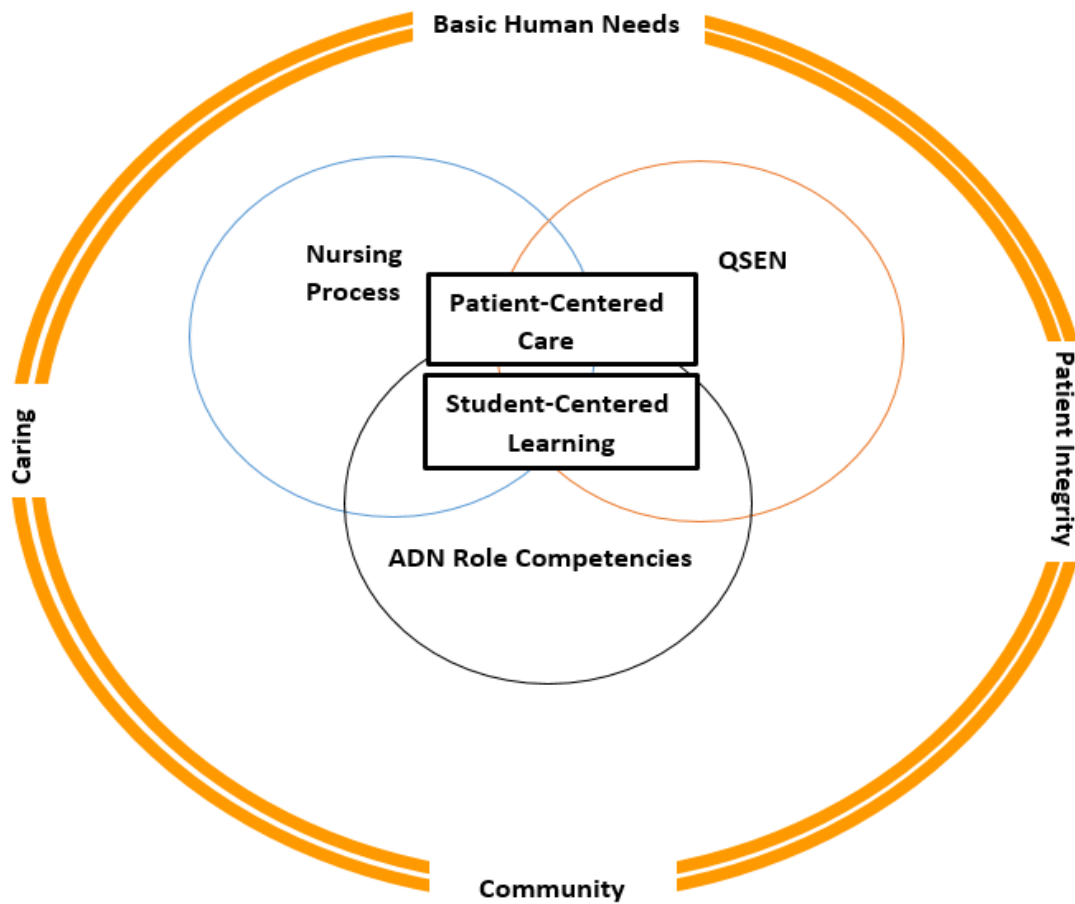 Basic Human Needs
Nursing
Process
QSEN
Patient-Centered
Care
Student-Centered
Learning
Caring
Patient Integrity
ADN Role Competencies
Community